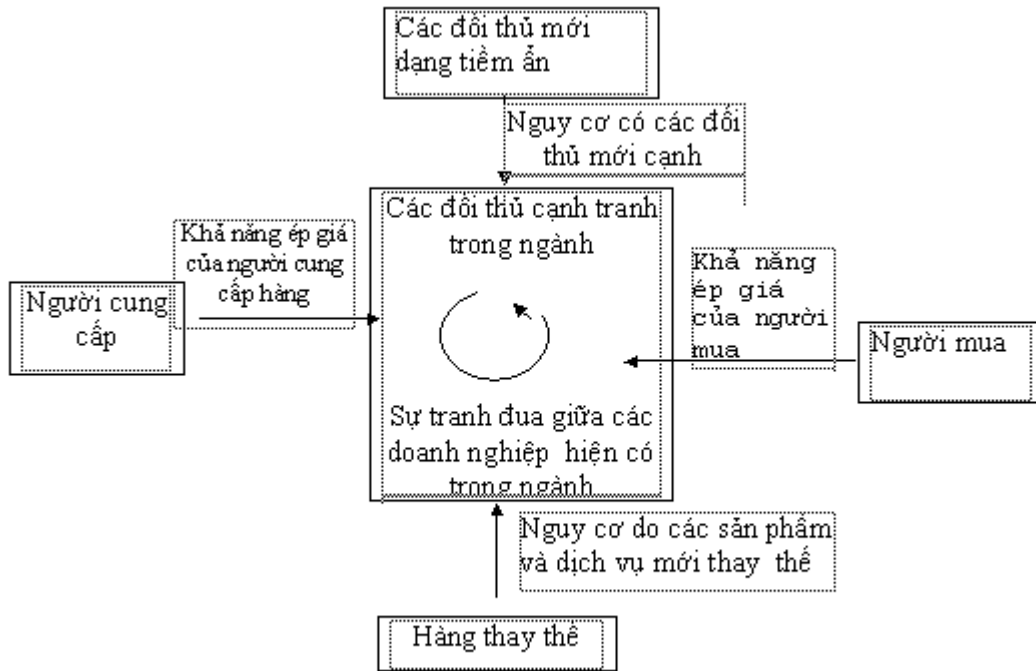 Các đối thủ mới
dạng tiềm ẩn
Nguy cơ có các đối
thủ mới cạnh
Các đối thủ cạnh tranh
trong ngành
Khả năng ép giá
của người cung
cấp hàng
Khả năng
ép giá
của người
mua
Người cung
cấp
Người mua
Sự tranh đua giữa các
doanh nghiệp hiện có
trong ngành
Nguy cơ do các sản phẩm
và dịch vụ mới thay thế
Hàng thay thế